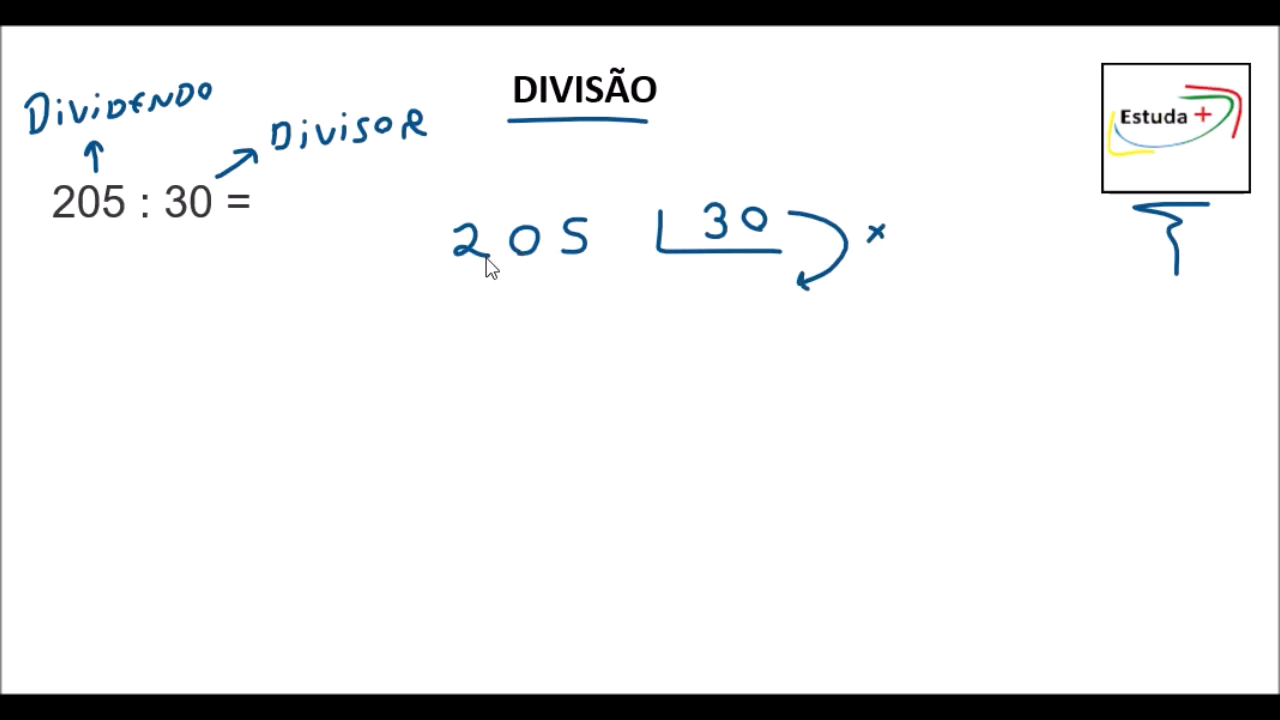 DIVISÃO
DiviDENDO
DivisoR
205 : 30 =
205 30 x
Estuda +